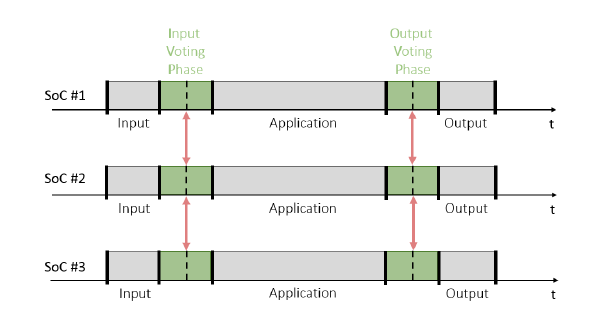 Input
Voting
Phase
Output
Voting
Phase
SoC #1
Input
Application
Output
t
SoC #2
Input
Application
Output
t
SoC #3
Input
Application
Output
t